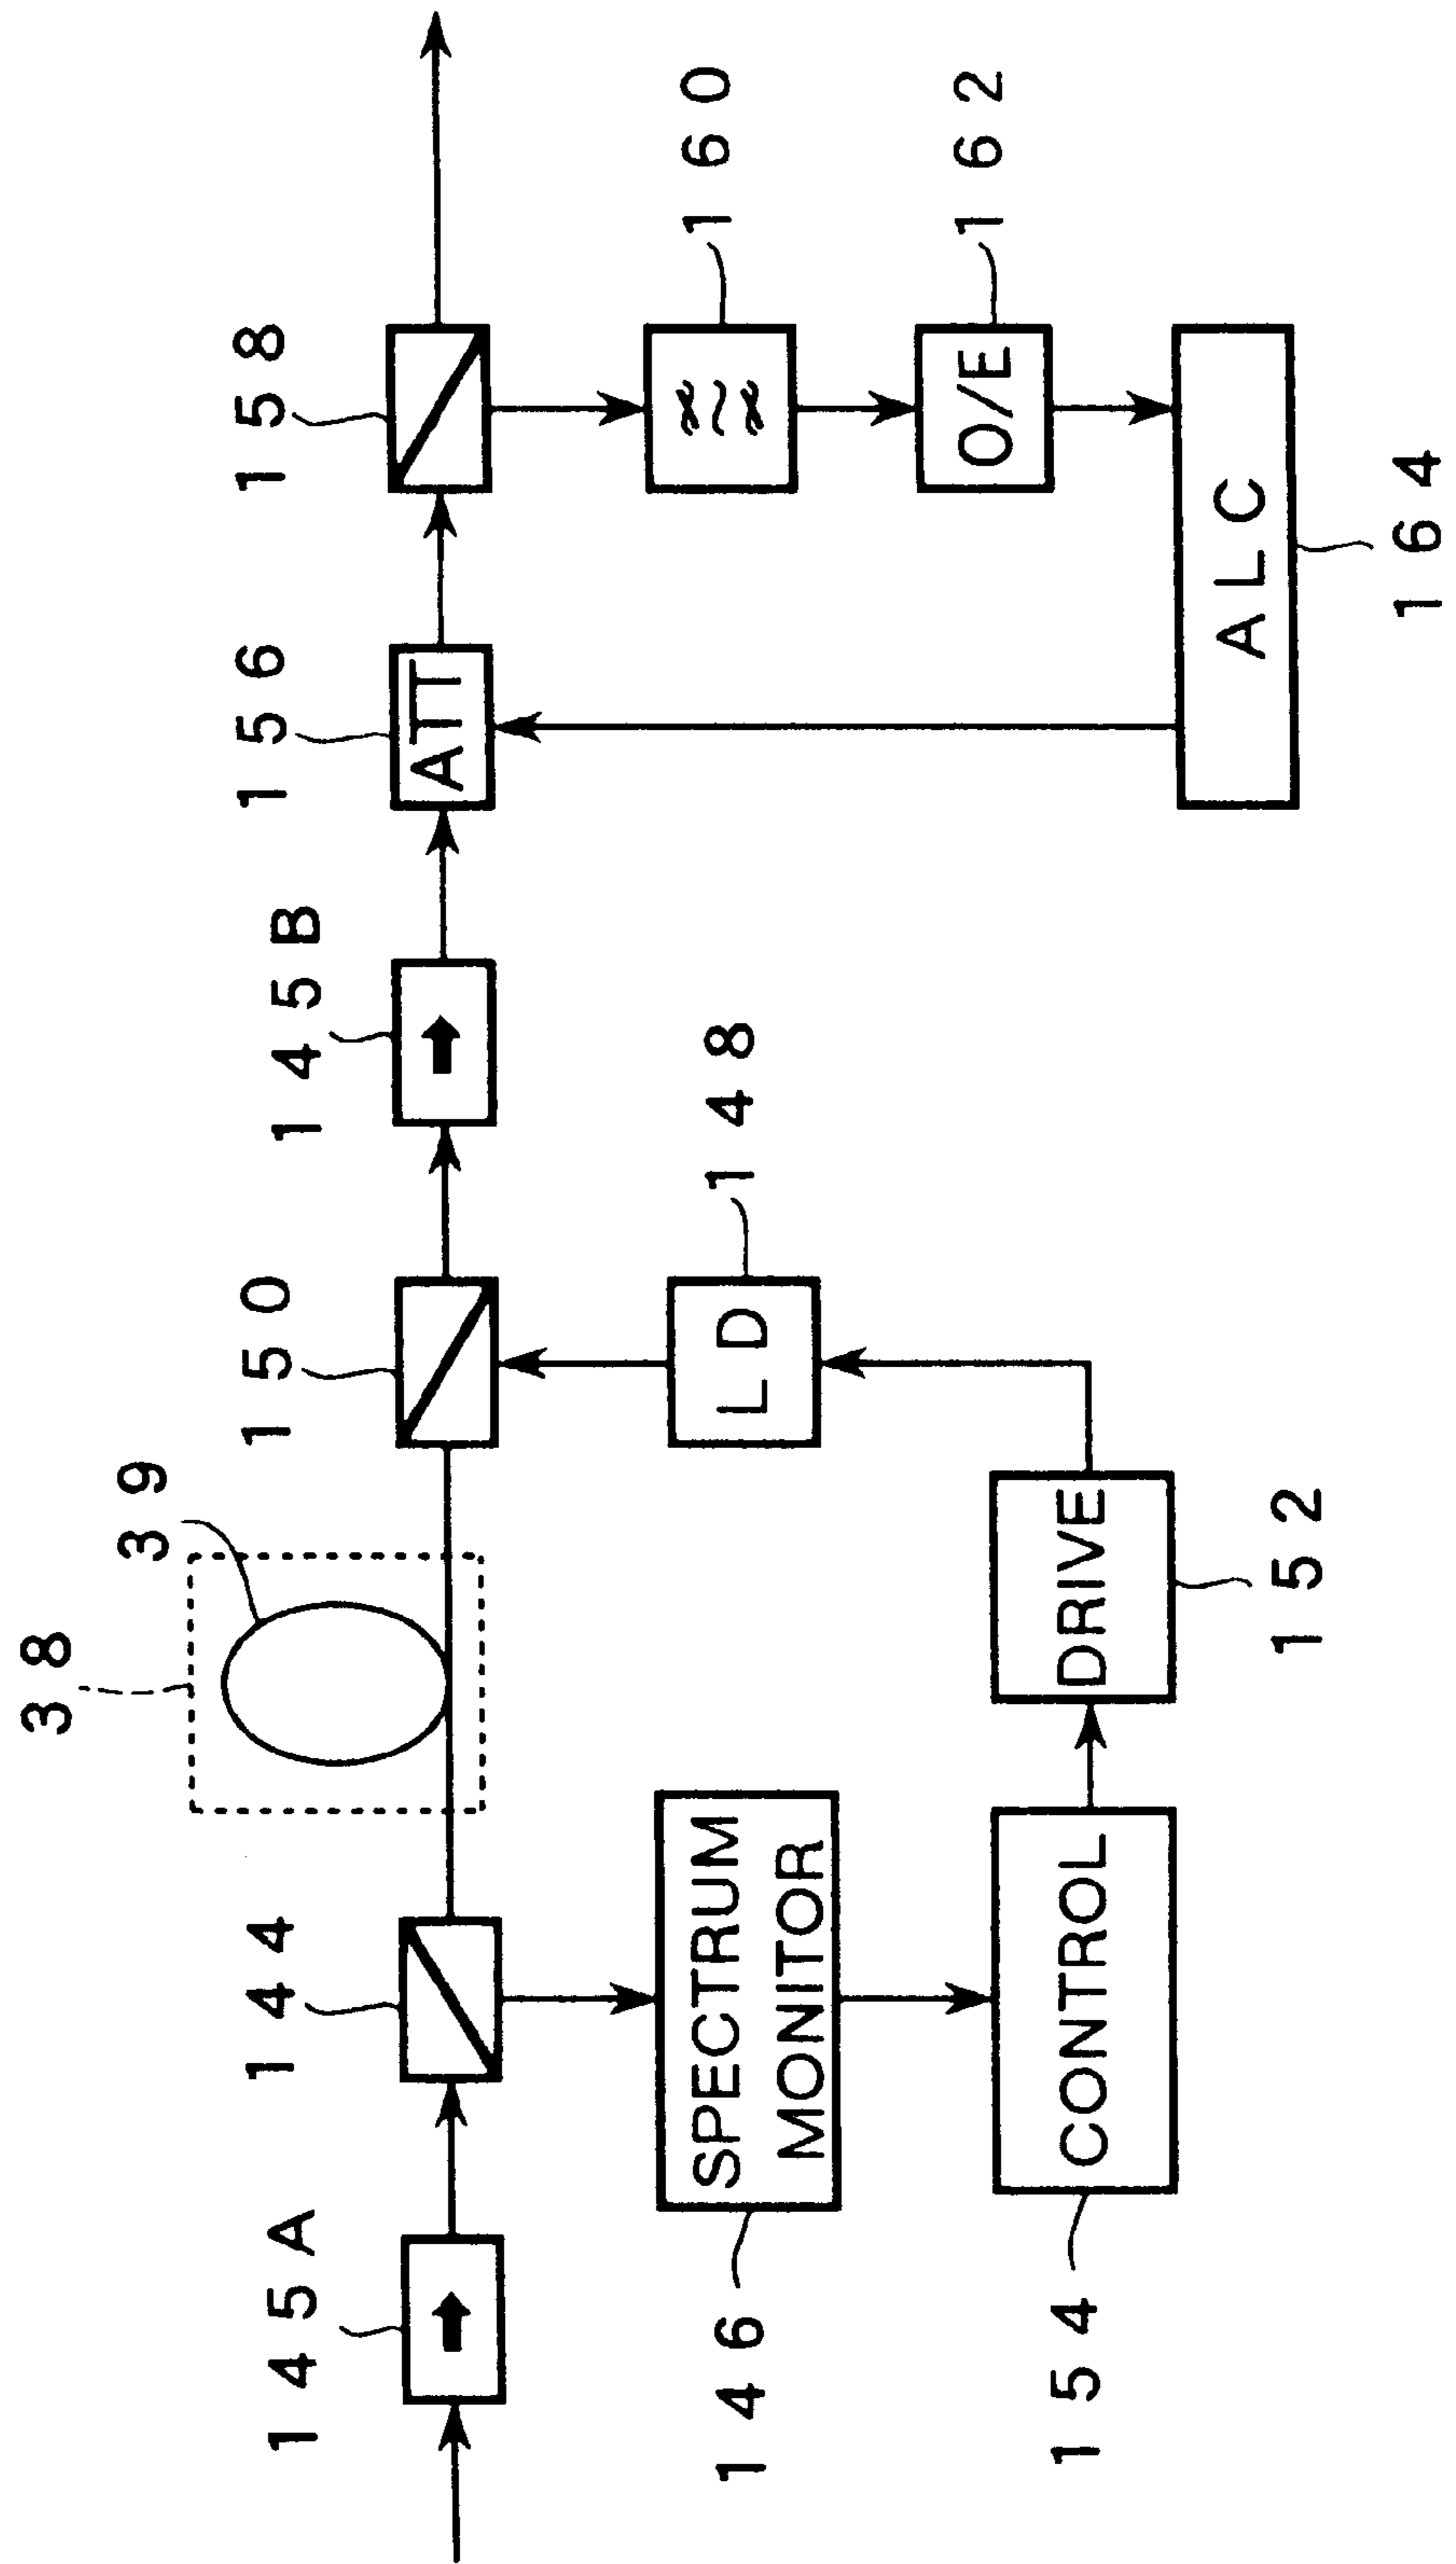 38
39
145A
144
150
145B
156
158
ATT
SPECTRUM
MONITOR
146
LD
148
160
CONTROL
154
DRIVE
152
O/E
162
ALC
164